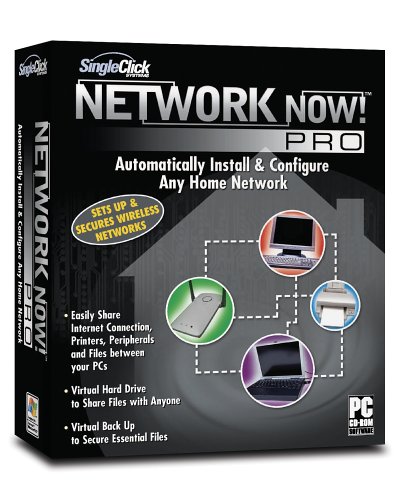 SingleClick
SYSTEMS
NETWORK NOW!™
PRO
Automatically Install & Configure
Any Home Network
SETS UP &
SECURES WIRELESS
NETWORKS
• Easily Share
Internet Connection,
Printers, Peripherals
and Files between
your PCs
• Virtual Hard Drive
to Share Files with Anyone
• Virtual Back Up
to Secure Essential Files
PC
CD-ROM
SOFTWARE
NETWORK NOW!
PRO
Automatically Install & Configure Any Home Network